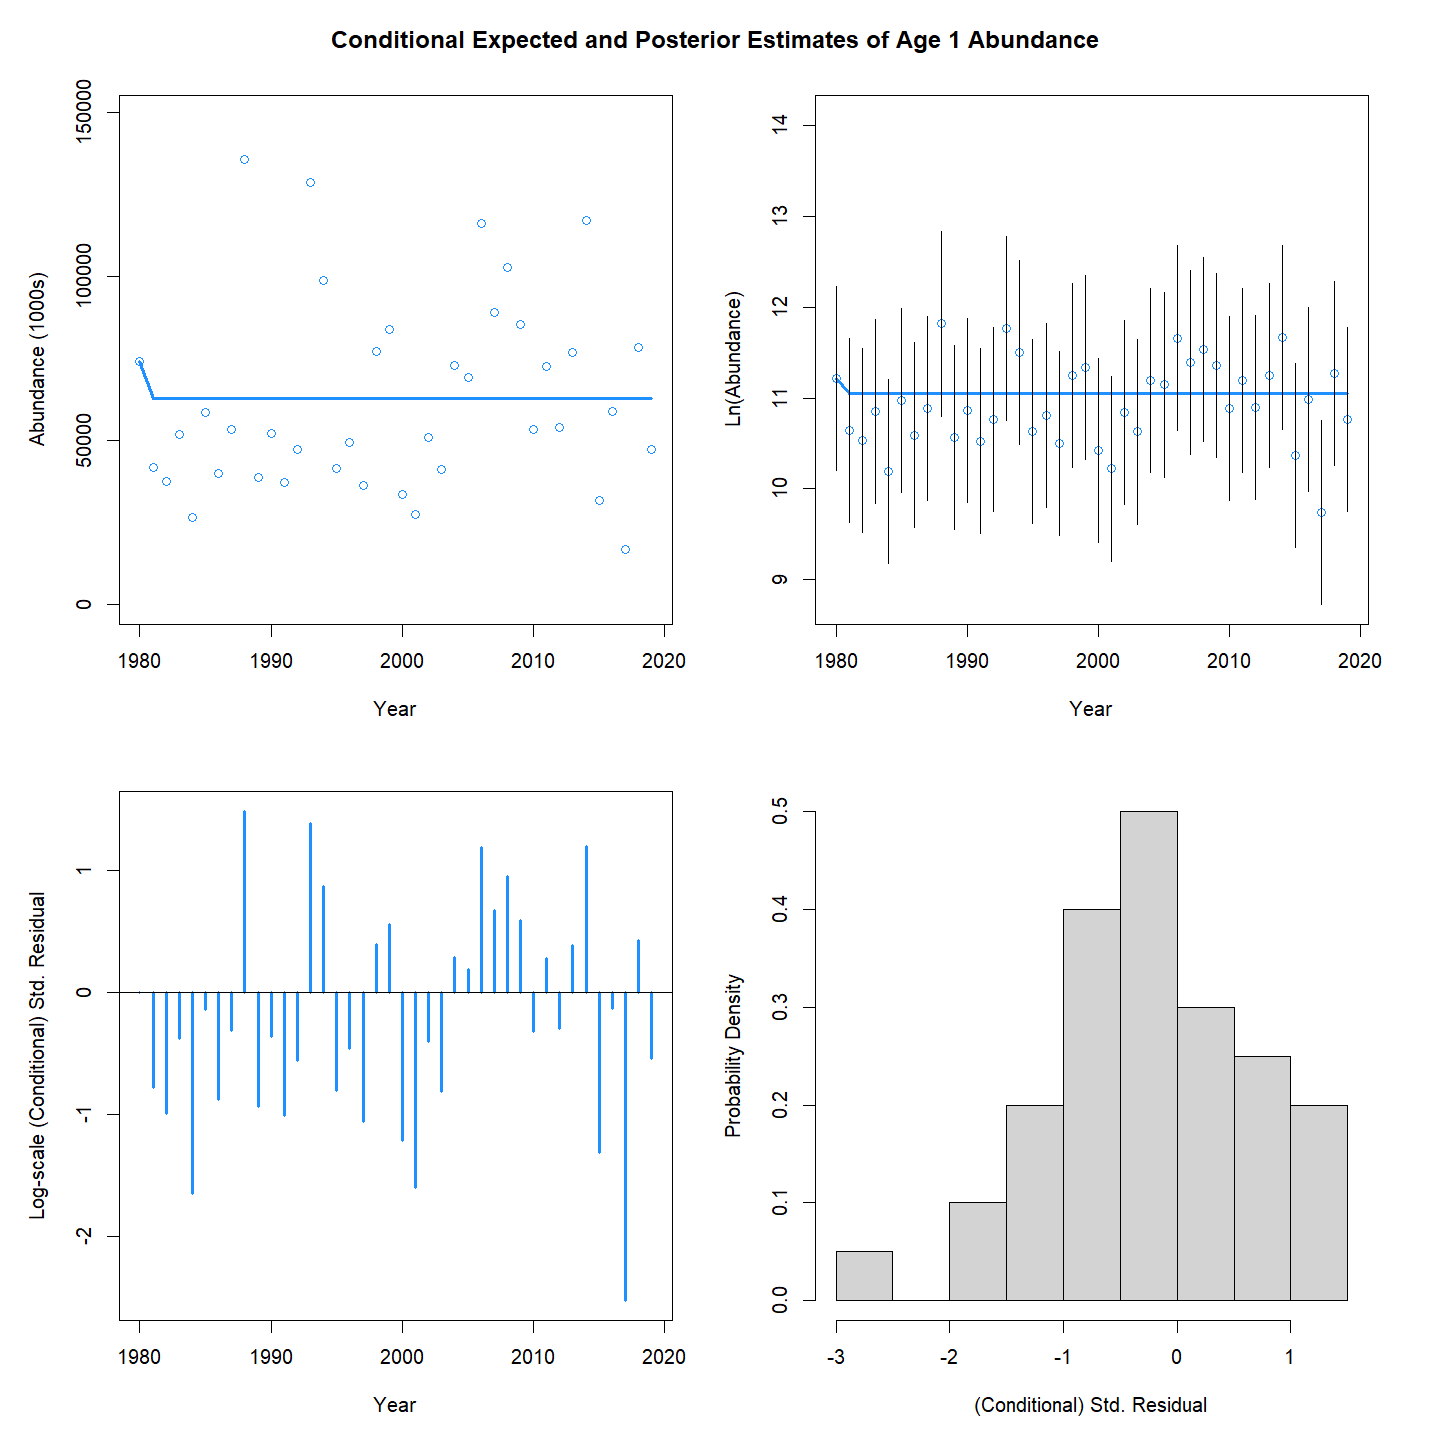 Conditional Expected and Posterior Estimates of Age 1 Abundance
Abundance (1000s)
150000
100000
50000
0
1980 1990 2000 2010 2020
Year
Ln(Abundance)
14
13
12
11
10
9
1980 1990 2000 2010 2020
Year
Log-scale (Conditional) Std. Residual
1
0
-1
-2
1980 1990 2000 2010 2020
Year
Probability Density
0.5
0.4
0.3
0.2
0.1
0.0
-3 -2 -1 0 1
(Conditional) Std. Residual